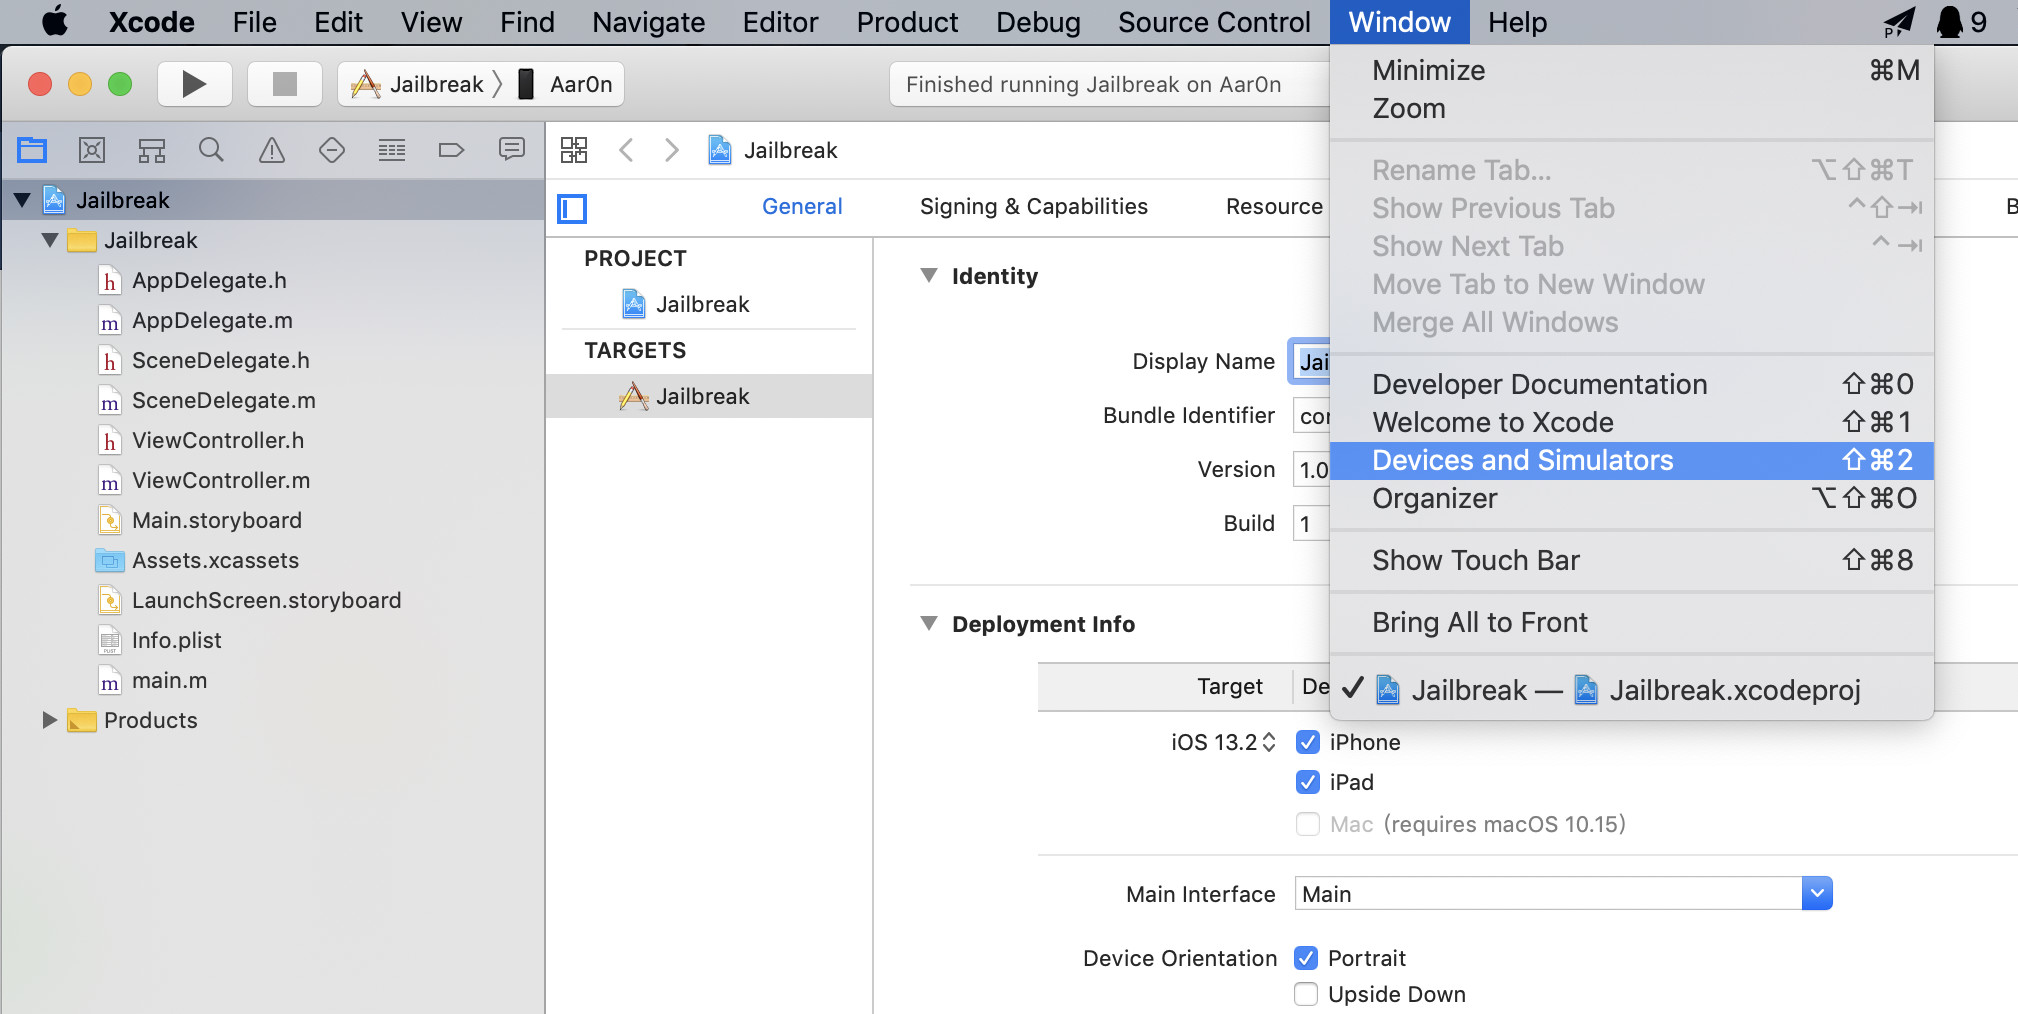 Xcode File Edit View Find Navigate Editor Product Debug Source Control Window Help P 9
Jailbreak Aar0n
Finished running Jailbreak on Aar0n
Jailbreak
Jailbreak
Jailbreak
h AppDelegate.h
m AppDelegate.m
h SceneDelegate.h
m SceneDelegate.m
h ViewController.h
m ViewController.m
Main.storyboard
Assets.xcassets
LaunchScreen.storyboard
Info.plist
m main.m
Products
General Signing & Capabilities Resource B
PROJECT
Jailbreak
TARGETS
Jailbreak
Identity
Display Name Jai
Bundle Identifier co
Version 1.0
Build 1
Deployment Info
Target De
iOS 13.2 iPhone
iPad
Mac (requires macOS 10.15)
Main Interface Main
Device Orientation Portrait
Upside Down
Minimize ⌘M
Zoom
Rename Tab... ⌥⇧⌘T
Show Previous Tab ^⇧⇥
Show Next Tab ^⇥
Move Tab to New Window
Merge All Windows
Developer Documentation ⇧⌘0
Welcome to Xcode ⇧⌘1
Devices and Simulators ⇧⌘2
Organizer ⌥⇧⌘O
Show Touch Bar ⇧⌘8
Bring All to Front
✓ Jailbreak — Jailbreak.xcodeproj